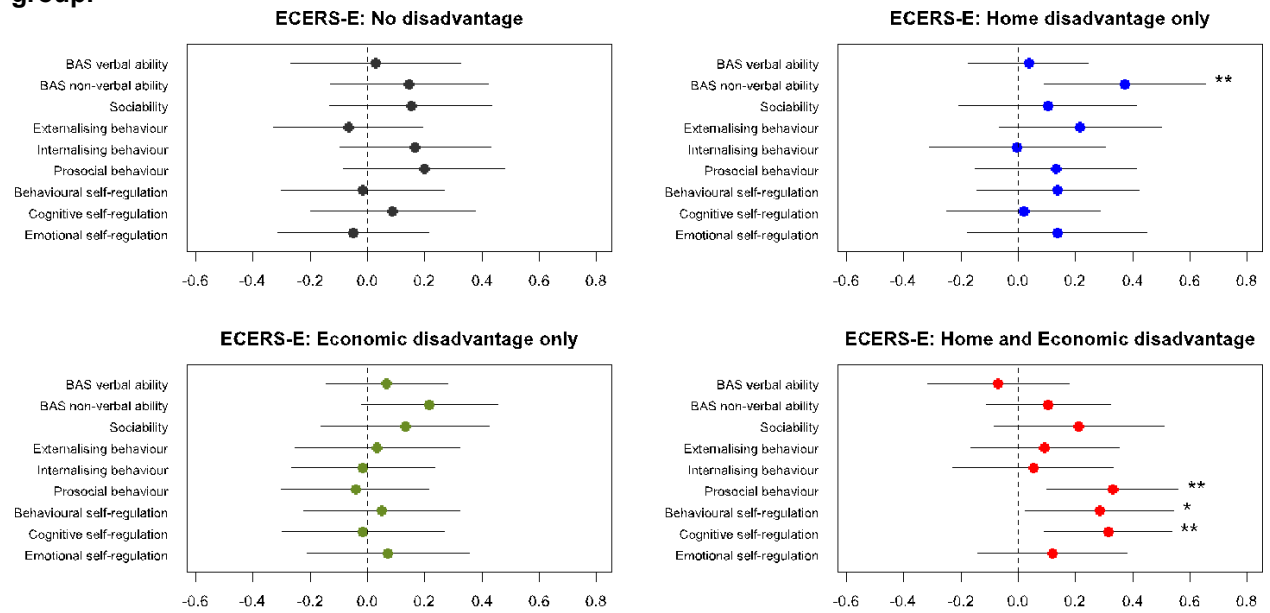 group.
ECERS-E: No disadvantage
BAS verbal ability
BAS non-verbal ability
Sociability
Externalising behaviour
Internalising behaviour
Prosocial behaviour
Behavioural self-regulation
Cognitive self-regulation
Emotional self-regulation
-0.6 -0.4 -0.2 0.0 0.2 0.4 0.6 0.8
ECERS-E: Home disadvantage only
BAS verbal ability
BAS non-verbal ability **
Sociability
Externalising behaviour
Internalising behaviour
Prosocial behaviour
Behavioural self-regulation
Cognitive self-regulation
Emotional self-regulation
-0.6 -0.4 -0.2 0.0 0.2 0.4 0.6 0.8
ECERS-E: Economic disadvantage only
BAS verbal ability
BAS non-verbal ability
Sociability
Externalising behaviour
Internalising behaviour
Prosocial behaviour
Behavioural self-regulation
Cognitive self-regulation
Emotional self-regulation
-0.6 -0.4 -0.2 0.0 0.2 0.4 0.6 0.8
ECERS-E: Home and Economic disadvantage
BAS verbal ability
BAS non-verbal ability
Sociability
Externalising behaviour
Internalising behaviour
Prosocial behaviour **
Behavioural self-regulation *
Cognitive self-regulation **
Emotional self-regulation
-0.6 -0.4 -0.2 0.0 0.2 0.4 0.6 0.8